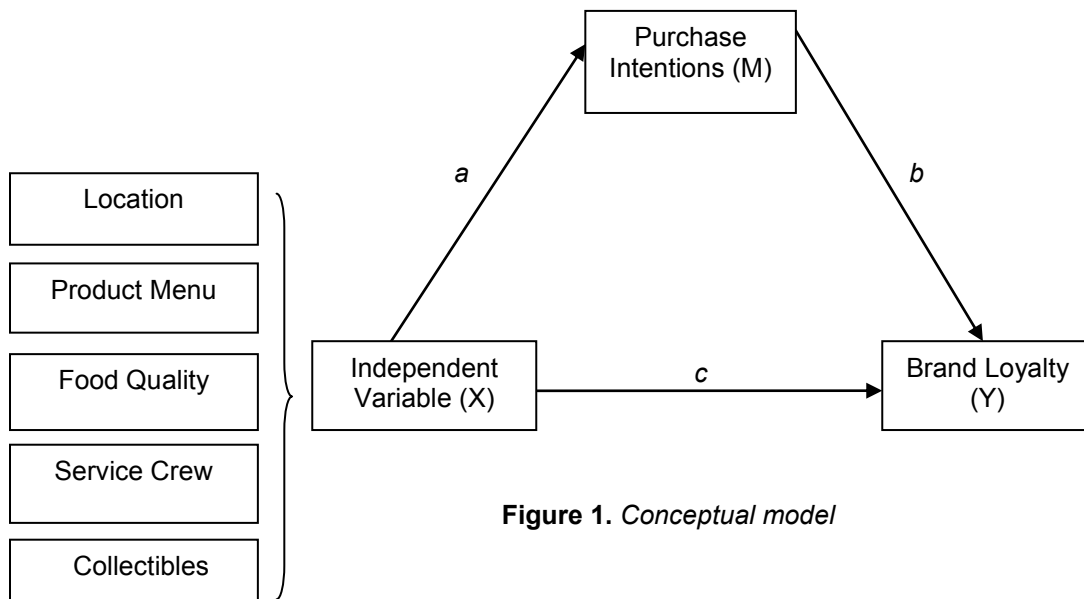 Purchase
Intentions (M)
a
b
Location
Product Menu
Food Quality
Service Crew
Collectibles
Independent
Variable (X)
c
Brand Loyalty
(Y)
Figure 1. Conceptual model